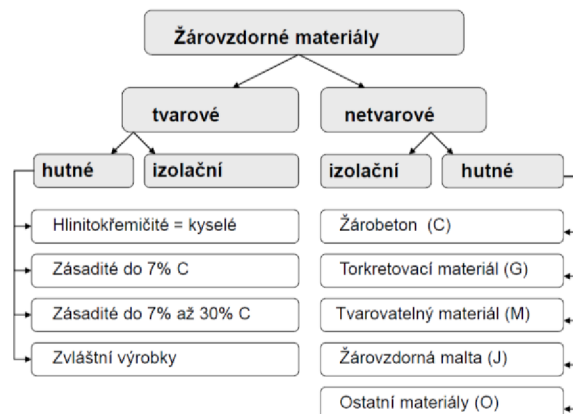 Žárovzdorné materiály
tvarové
netvarové
hutné
izolační
izolační
hutné
Hlinitokřemičité = kyselé
Zásadité do 7% C
Zásadité do 7% až 30% C
Zvláštní výrobky
Žárobeton (C)
Torkretovací materiál (G)
Tvarovatelný materiál (M)
Žárovzdorná malta (J)
Ostatní materiály (O)